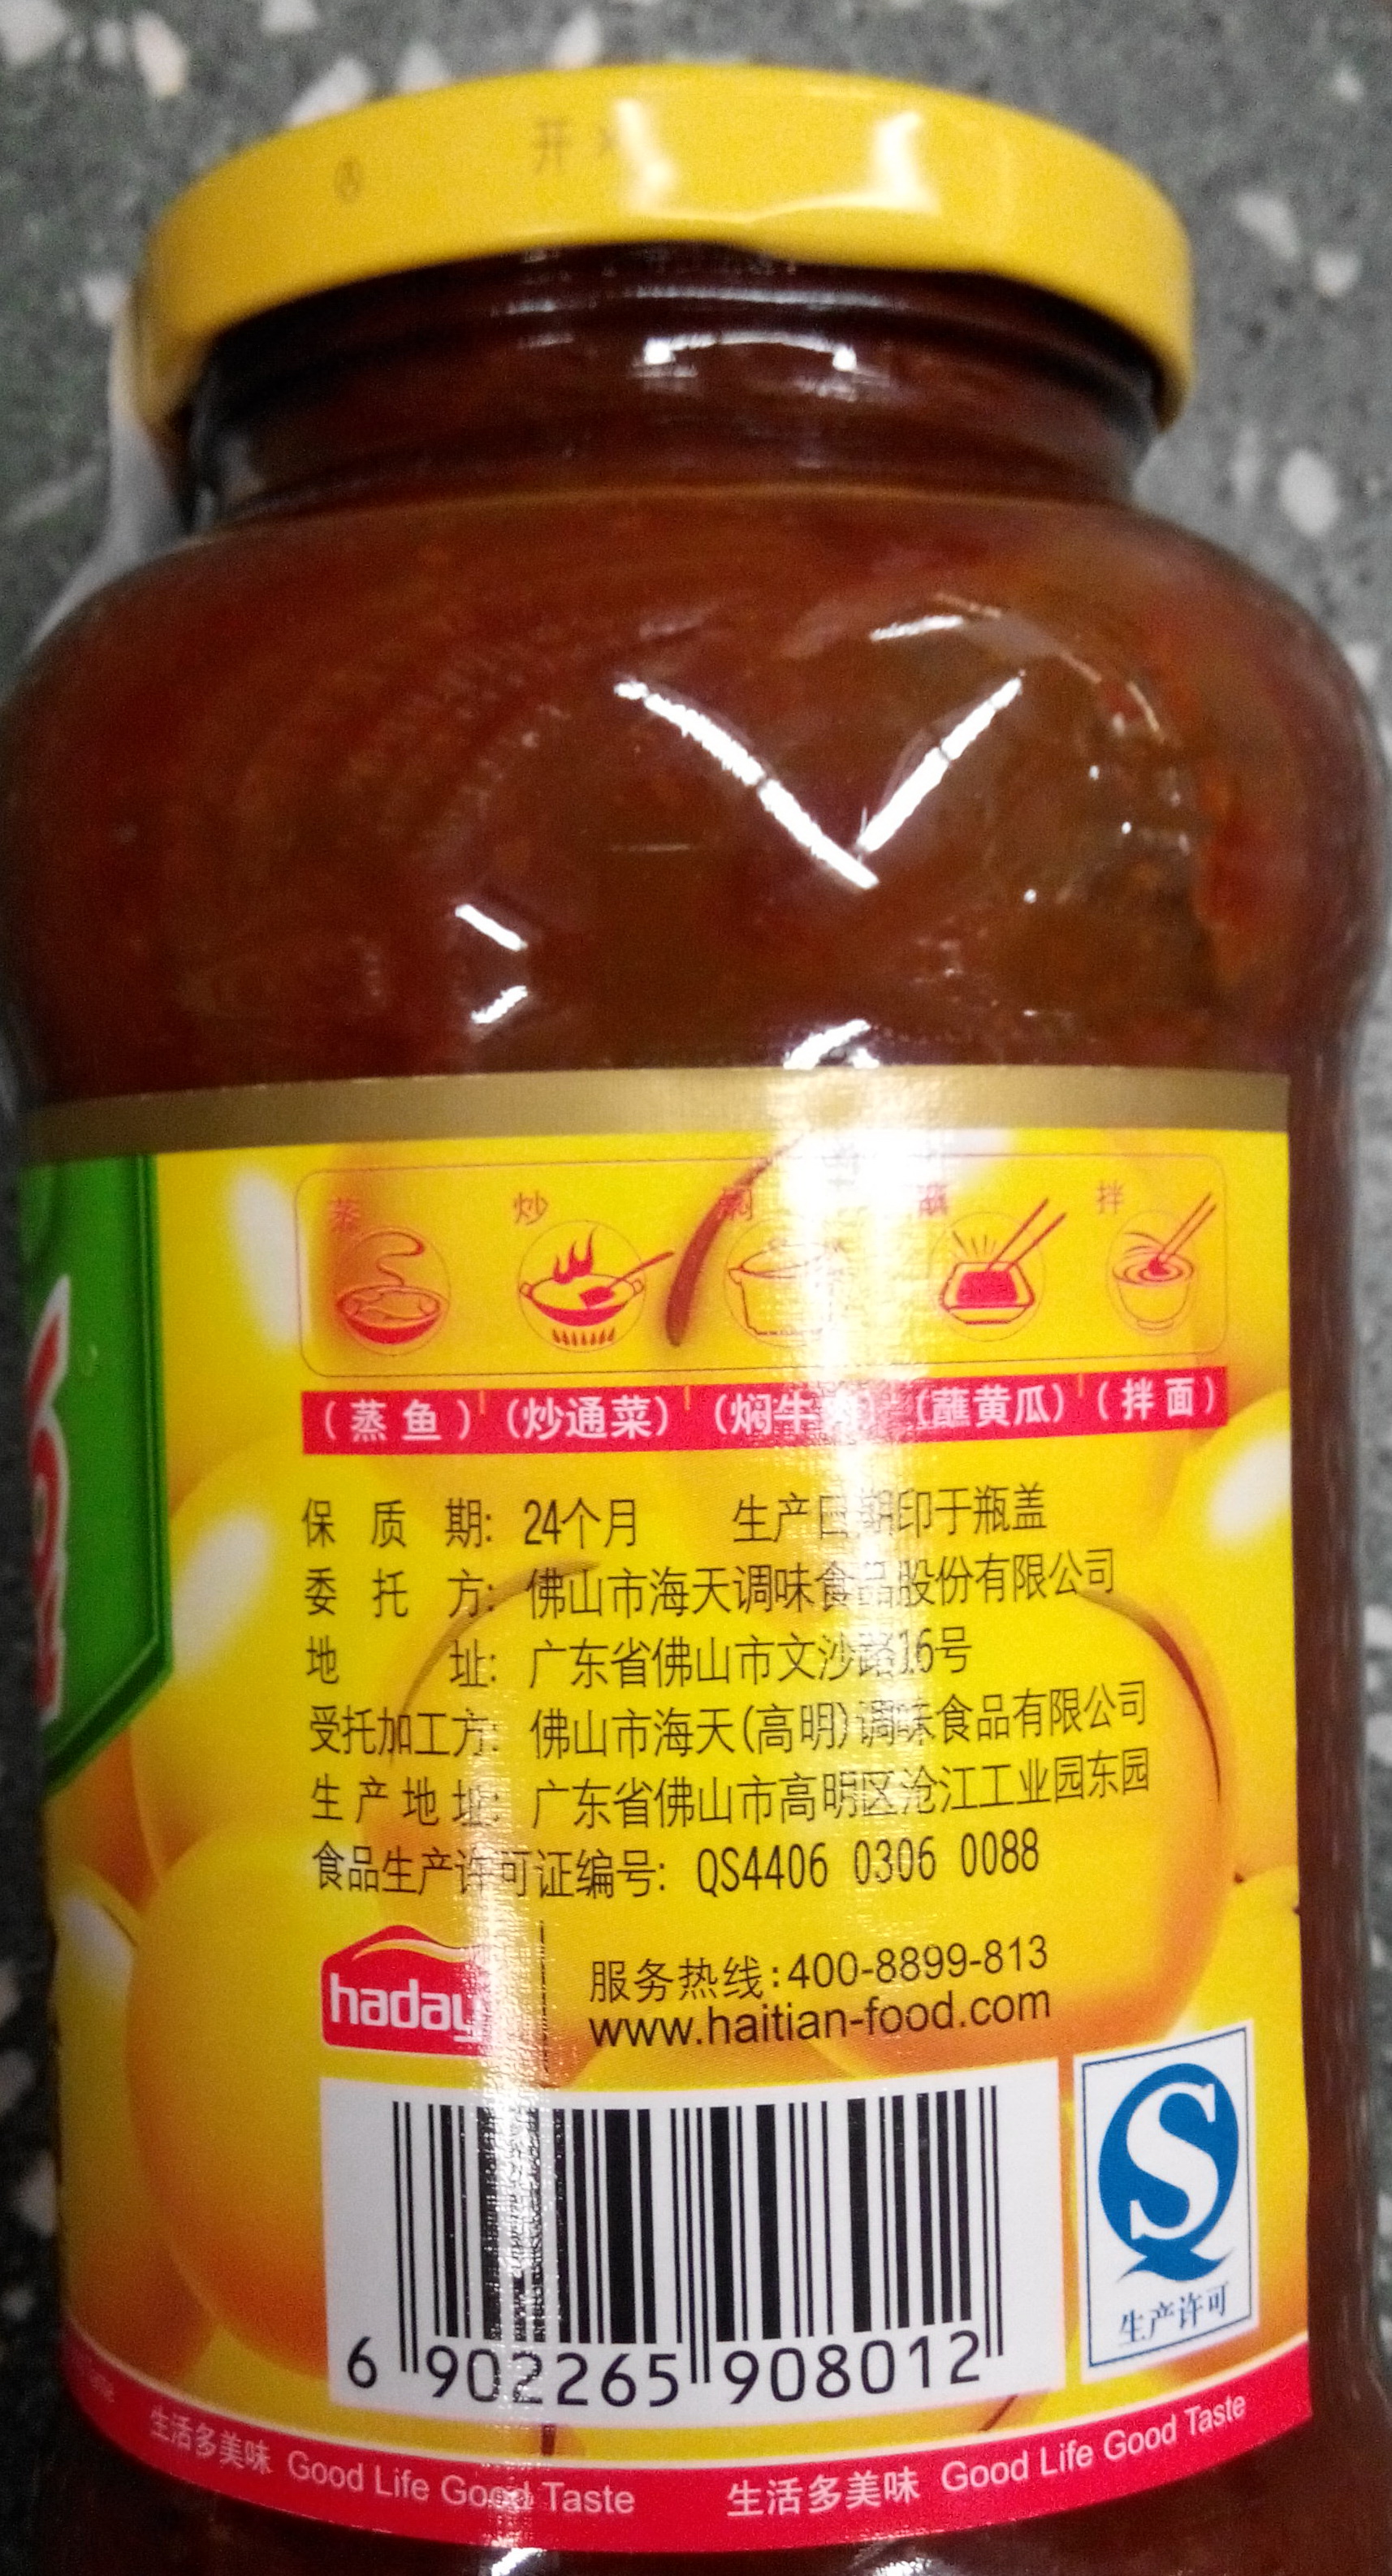 开
蒸 炒 焖 蘸 拌
(蒸鱼) (炒通菜) (焖牛肉) (蘸黄瓜) (拌面)
保质期: 24个月 生产日期印于瓶盖
委托方: 佛山市海天调味食品股份有限公司
地址: 广东省佛山市文沙路16号
受托加工方: 佛山市海天(高明)调味食品有限公司
生产地址: 广东省佛山市高明区沧江工业园东园
食品生产许可证编号: QS4406 0306 0088
haday
服务热线:400-8899-813
www.haitian-food.com
6 902265 908012
生产许可
生活多美味 Good Life Good Taste 生活多美味 Good Life Good Taste